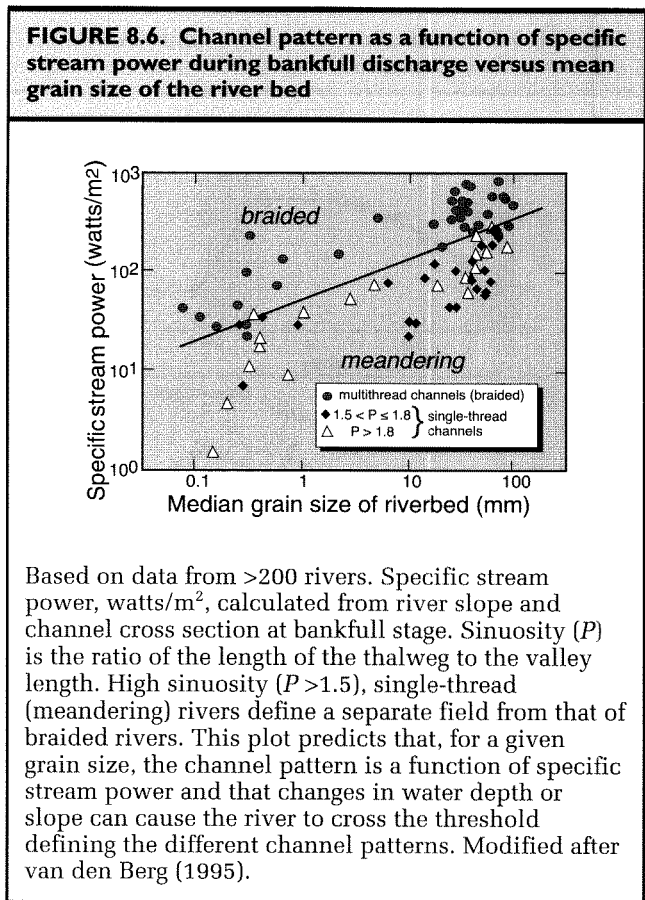 FIGURE 8.6. Channel pattern as a function of specific
stream power during bankfull discharge versus mean
grain size of the river bed
Specific stream power (watts/m2)
10³
10²
10¹
10⁰
braided
meandering
multithread channels (braided)
1.5 < P ≤ 1.8 } single-thread
P > 1.8 channels
0.1 1 10 100
Median grain size of riverbed (mm)
Based on data from >200 rivers. Specific stream
power, watts/m², calculated from river slope and
channel cross section at bankfull stage. Sinuosity (P)
is the ratio of the length of the thalweg to the valley
length. High sinuosity (P >1.5), single-thread
(meandering) rivers define a separate field from that of
braided rivers. This plot predicts that, for a given
grain size, the channel pattern is a function of specific
stream power and that changes in water depth or
slope can cause the river to cross the threshold
defining the different channel patterns. Modified after
van den Berg (1995).